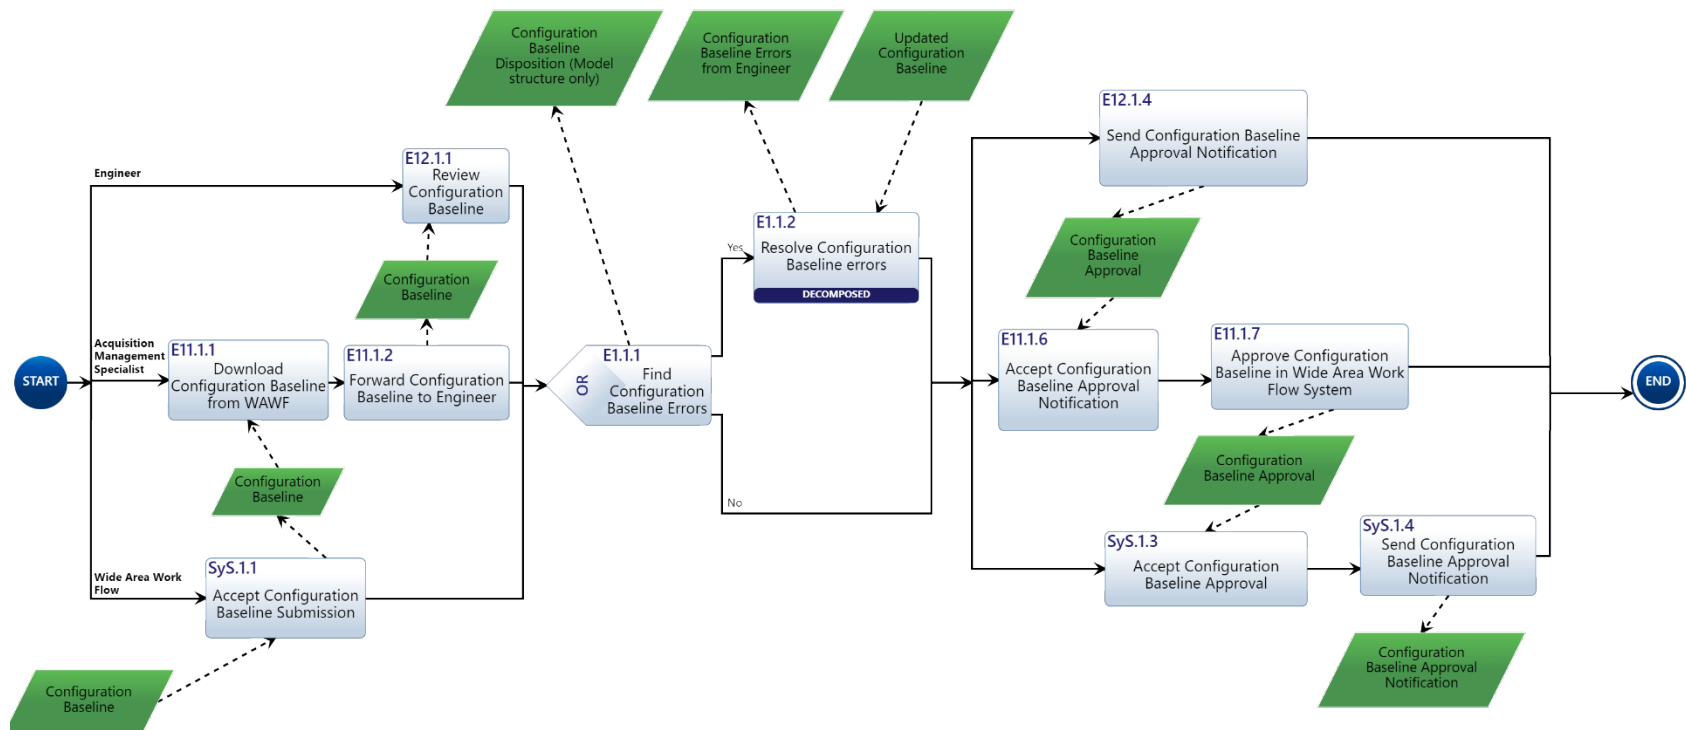 Configuration
Baseline
Disposition (Model
structure only)
Configuration
Baseline Errors
from Engineer
Updated
Configuration
Baseline
E12.1.4
Send Configuration Baseline
Approval Notification
Engineer
E12.1.1
Review
Configuration
Baseline
E1.1.2
Resolve Configuration
Baseline errors
DECOMPOSED
Yes
Configuration
Baseline
Approval
Configuration
Baseline
START
Acquisition
Management
Specialist
E11.1.1
Download
Configuration Baseline
from WAWF
E11.1.2
Forward Configuration
Baseline to Engineer
OR
E1.1.1
Find
Configuration
Baseline Errors
E11.1.6
Accept Configuration
Baseline Approval
Notification
E11.1.7
Approve Configuration
Baseline in Wide Area Work
Flow System
END
Configuration
Baseline
No
Configuration
Baseline Approval
Wide Area Work
Flow
SyS.1.1
Accept Configuration
Baseline Submission
SyS.1.3
Accept Configuration
Baseline Approval
SyS.1.4
Send Configuration
Baseline Approval
Notification
Configuration
Baseline
Configuration
Baseline Approval
Notification